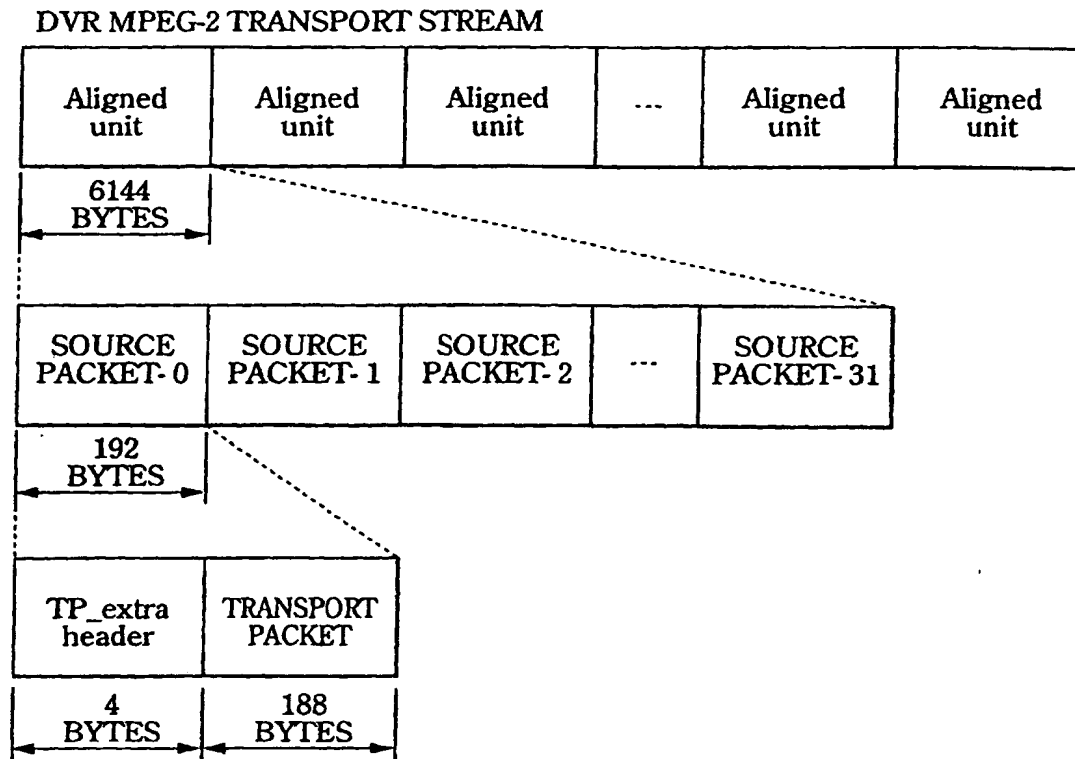 DVR MPEG-2 TRANSPORT STREAM
Aligned unit Aligned unit Aligned unit --- Aligned unit Aligned unit
6144 BYTES
SOURCE PACKET- 0 SOURCE PACKET- 1 SOURCE PACKET- 2 --- SOURCE PACKET- 31
192 BYTES
TP_extra header TRANSPORT PACKET
4 BYTES 188 BYTES